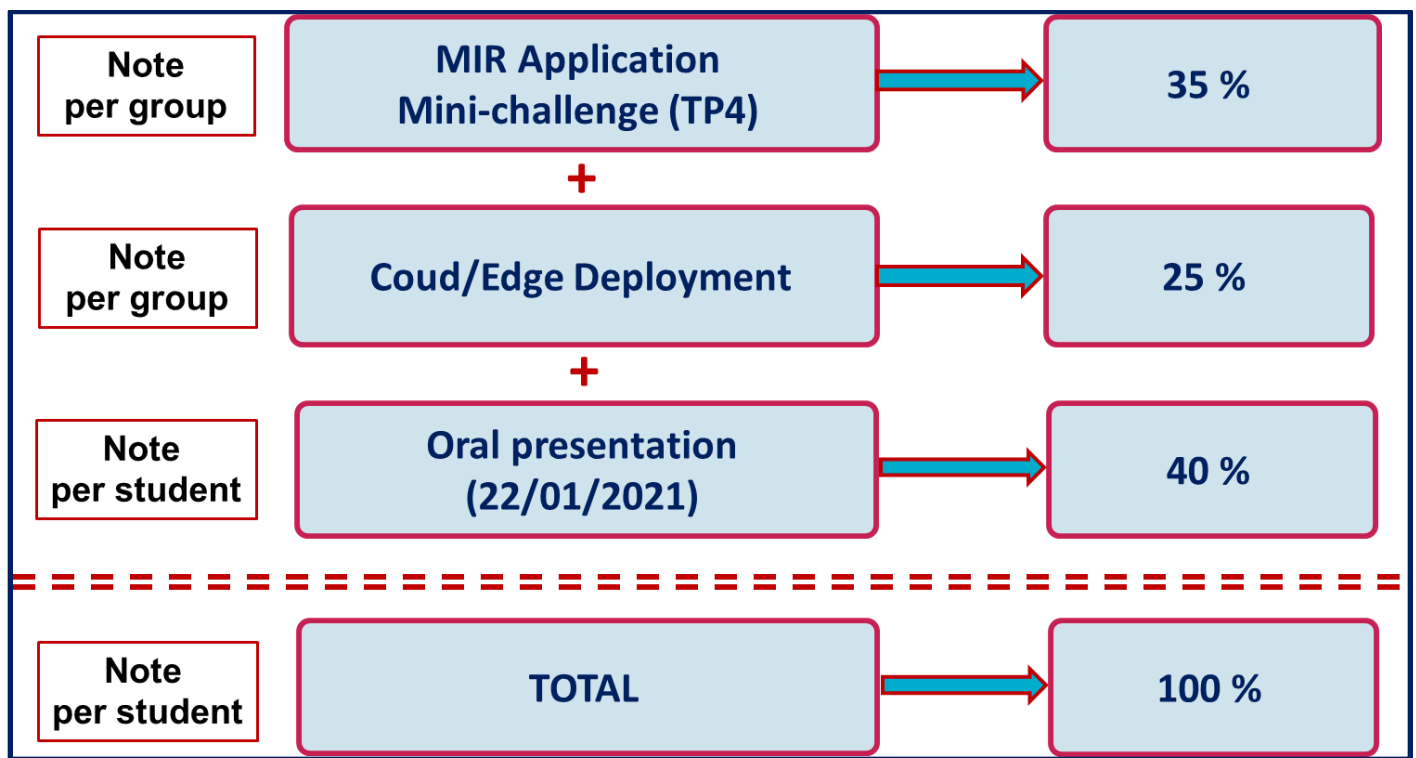 Note
per group
MIR Application
Mini-challenge (TP4)
35 %
+
Note
per group
Coud/Edge Deployment
25 %
+
Note
per student
Oral presentation
(22/01/2021)
40 %
Note
per student
TOTAL
100 %